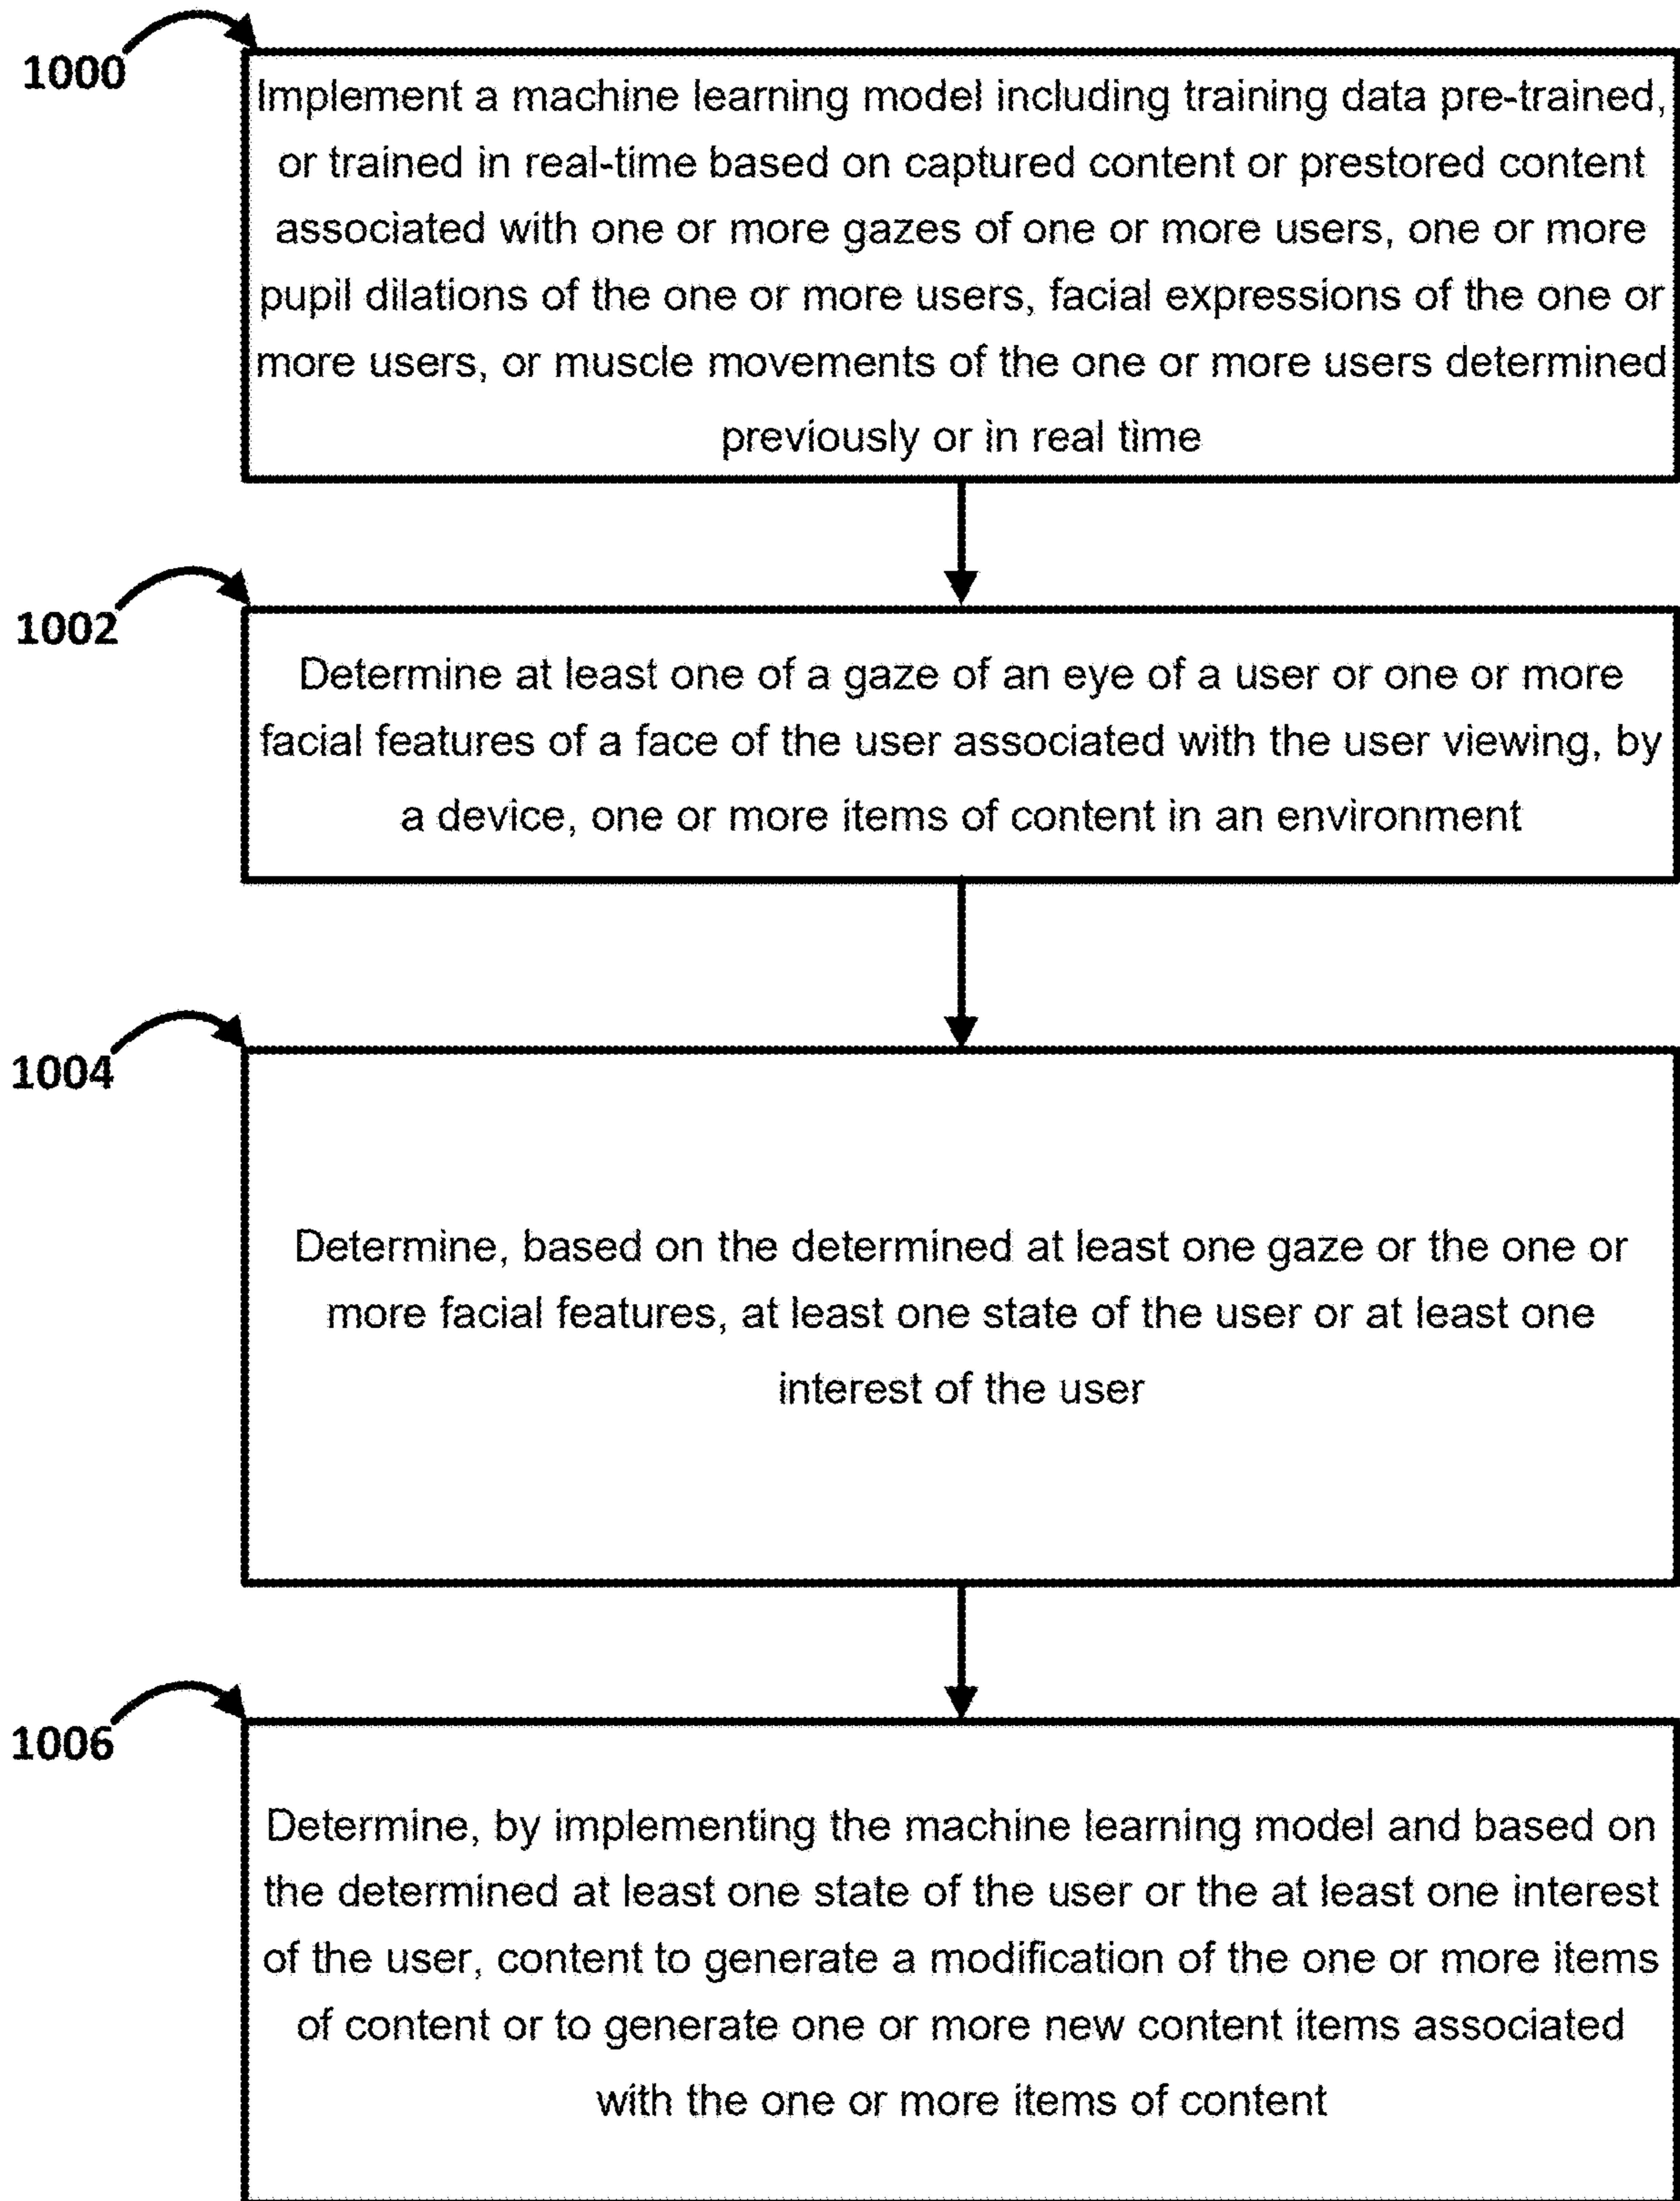 1000
Implement a machine learning model including training data pre-trained,
or trained in real-time based on captured content or prestored content
associated with one or more gazes of one or more users, one or more
pupil dilations of the one or more users, facial expressions of the one or
more users, or muscle movements of the one or more users determined
previously or in real time
1002
Determine at least one of a gaze of an eye of a user or one or more
facial features of a face of the user associated with the user viewing, by
a device, one or more items of content in an environment
1004
Determine, based on the determined at least one gaze or the one or
more facial features, at least one state of the user or at least one
interest of the user
1006
Determine, by implementing the machine learning model and based on
the determined at least one state of the user or the at least one interest
of the user, content to generate a modification of the one or more items
of content or to generate one or more new content items associated
with the one or more items of content